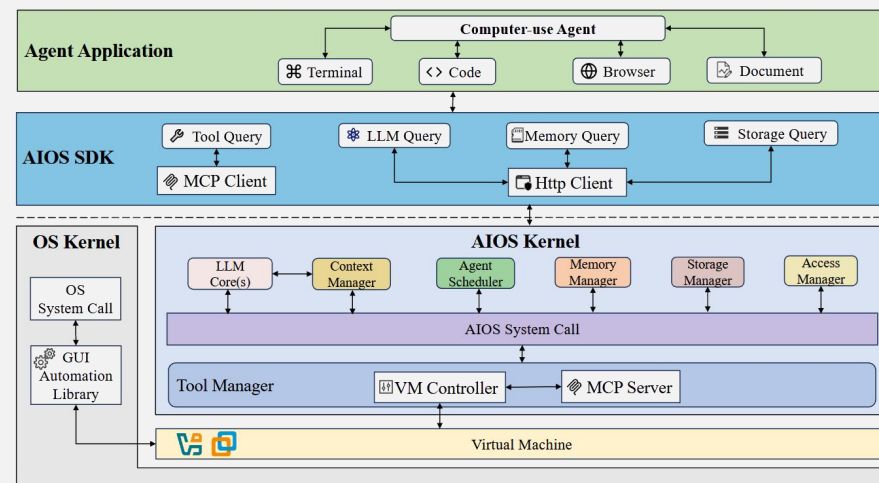 Computer-use Agent
Agent Application
Terminal
Code
Browser
Document
Tool Query
LLM Query
Memory Query
Storage Query
AIOS SDK
MCP Client
Http Client
OS Kernel
AIOS Kernel
LLM
Core(s)
Context
Manager
Agent
Scheduler
Memory
Manager
Storage
Manager
Access
Manager
OS
System Call
AIOS System Call
GUI
Automation
Library
Tool Manager
VM Controller
MCP Server
Virtual Machine